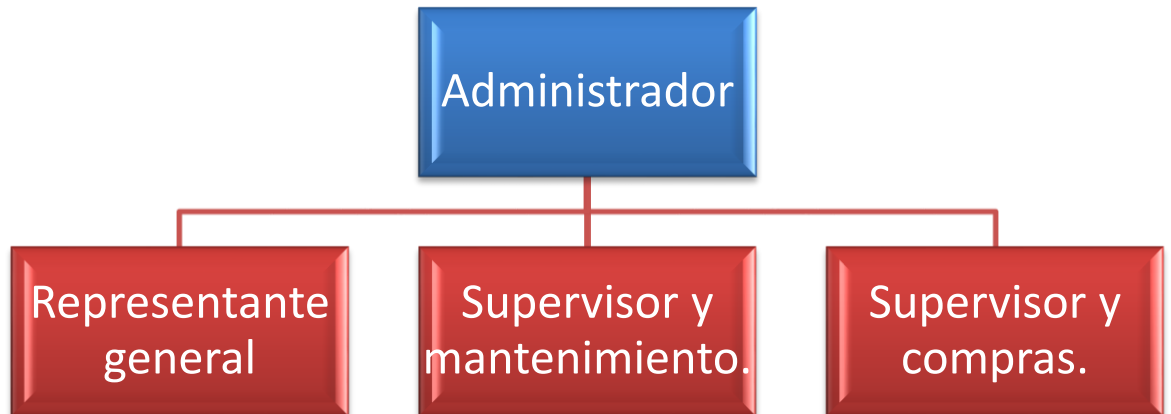 Administrador
Representante
general
Supervisor y
mantenimiento.
Supervisor y
compras.